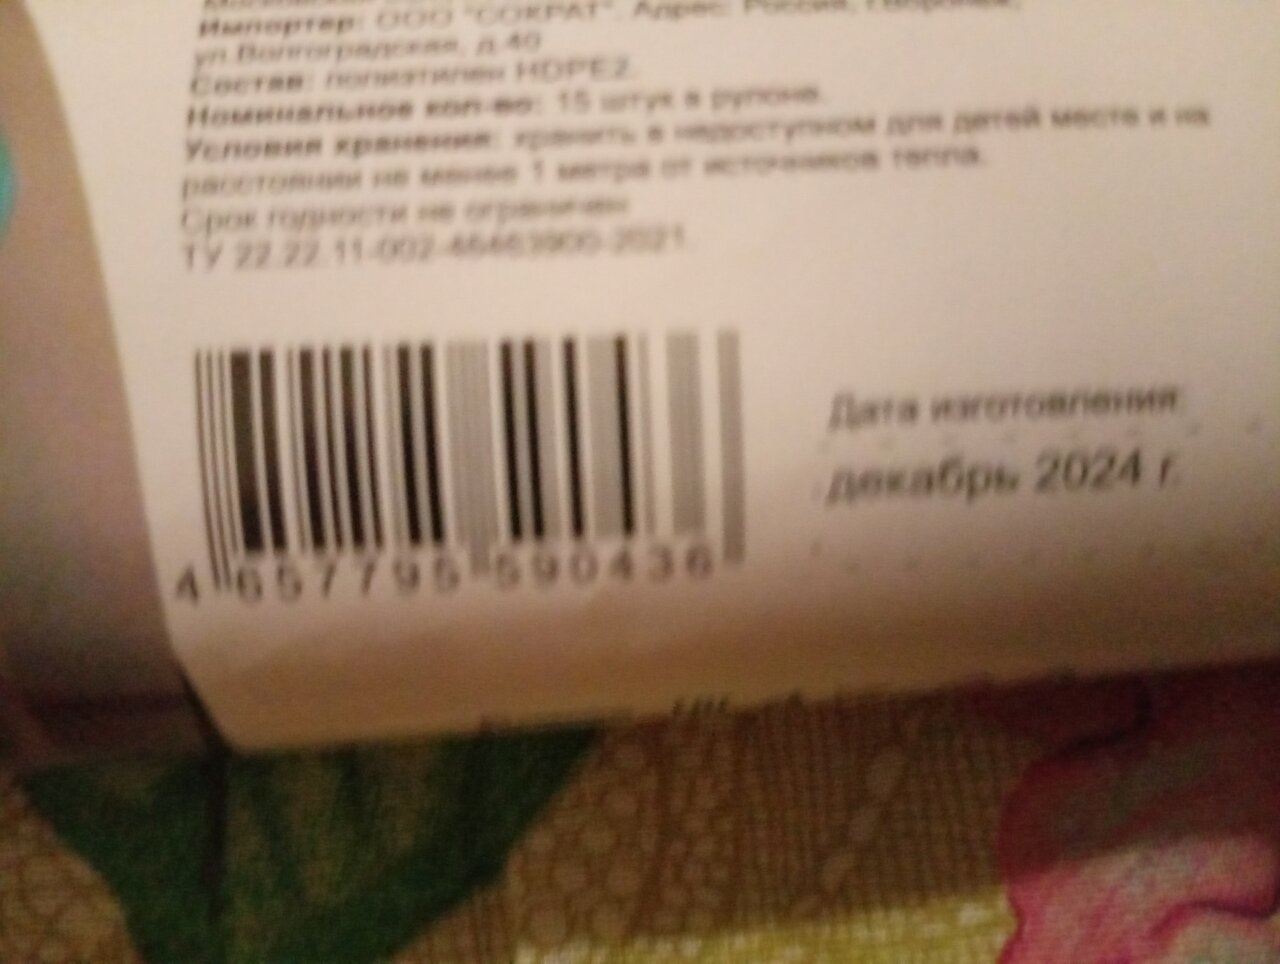 Импортер: ООО "СОКРАТ". Адрес: Россия, г.Воронеж,
ул.Волгоградская, д.40
Состав: полиэтилен HDPE2.
Номинальное кол-во: 15 штук в рулоне.
Условия хранения: хранить в недоступном для детей месте и на
расстоянии не менее 1 метра от источников тепла.
Срок годности не ограничен
ТУ 22.22.11-002-46463900-2021.
Дата изготовления:
декабрь 2024 г.
4 657795 590436